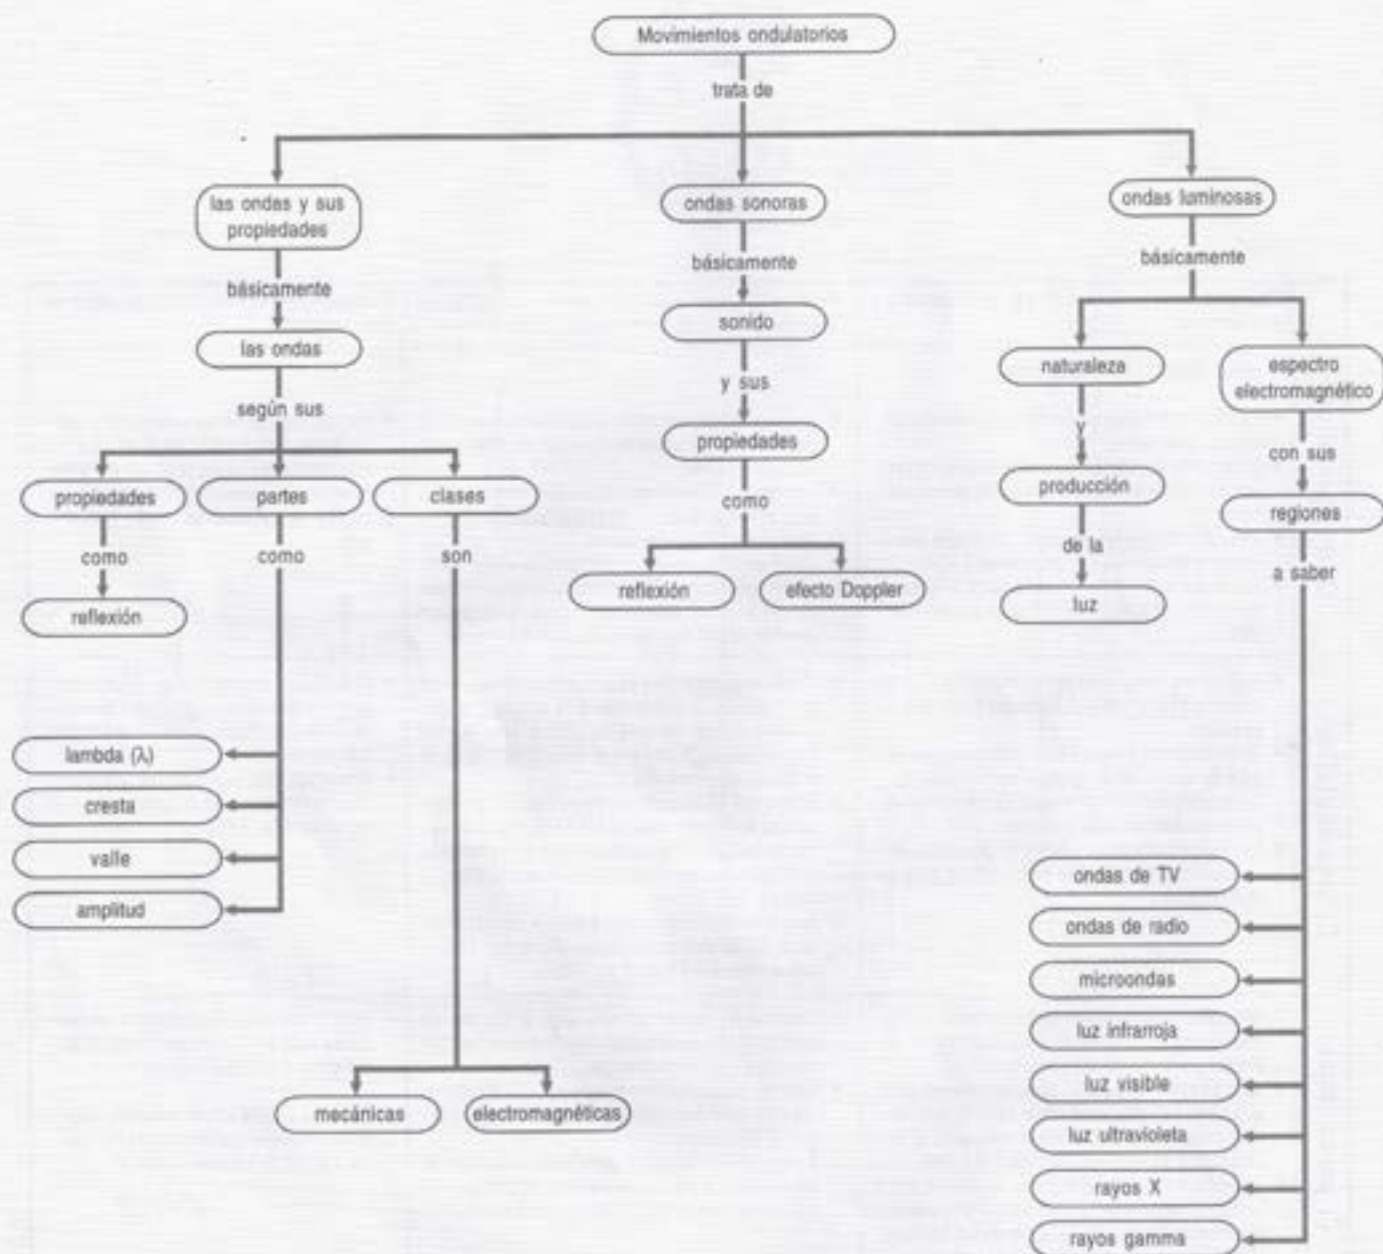 Movimientos ondulatorios
trata de
las ondas y sus
propiedades
básicamente
las ondas
según sus
propiedades
como
reflexión
partes
como
lambda (λ)
cresta
valle
amplitud
clases
son
mecánicas
electromagnéticas
ondas sonoras
básicamente
sonido
y sus
propiedades
como
reflexión
efecto Doppler
ondas luminosas
básicamente
naturaleza
y
producción
de la
luz
espectro
electromagnético
con sus
regiones
a saber
ondas de TV
ondas de radio
microondas
luz infrarroja
luz visible
luz ultravioleta
rayos X
rayos gamma